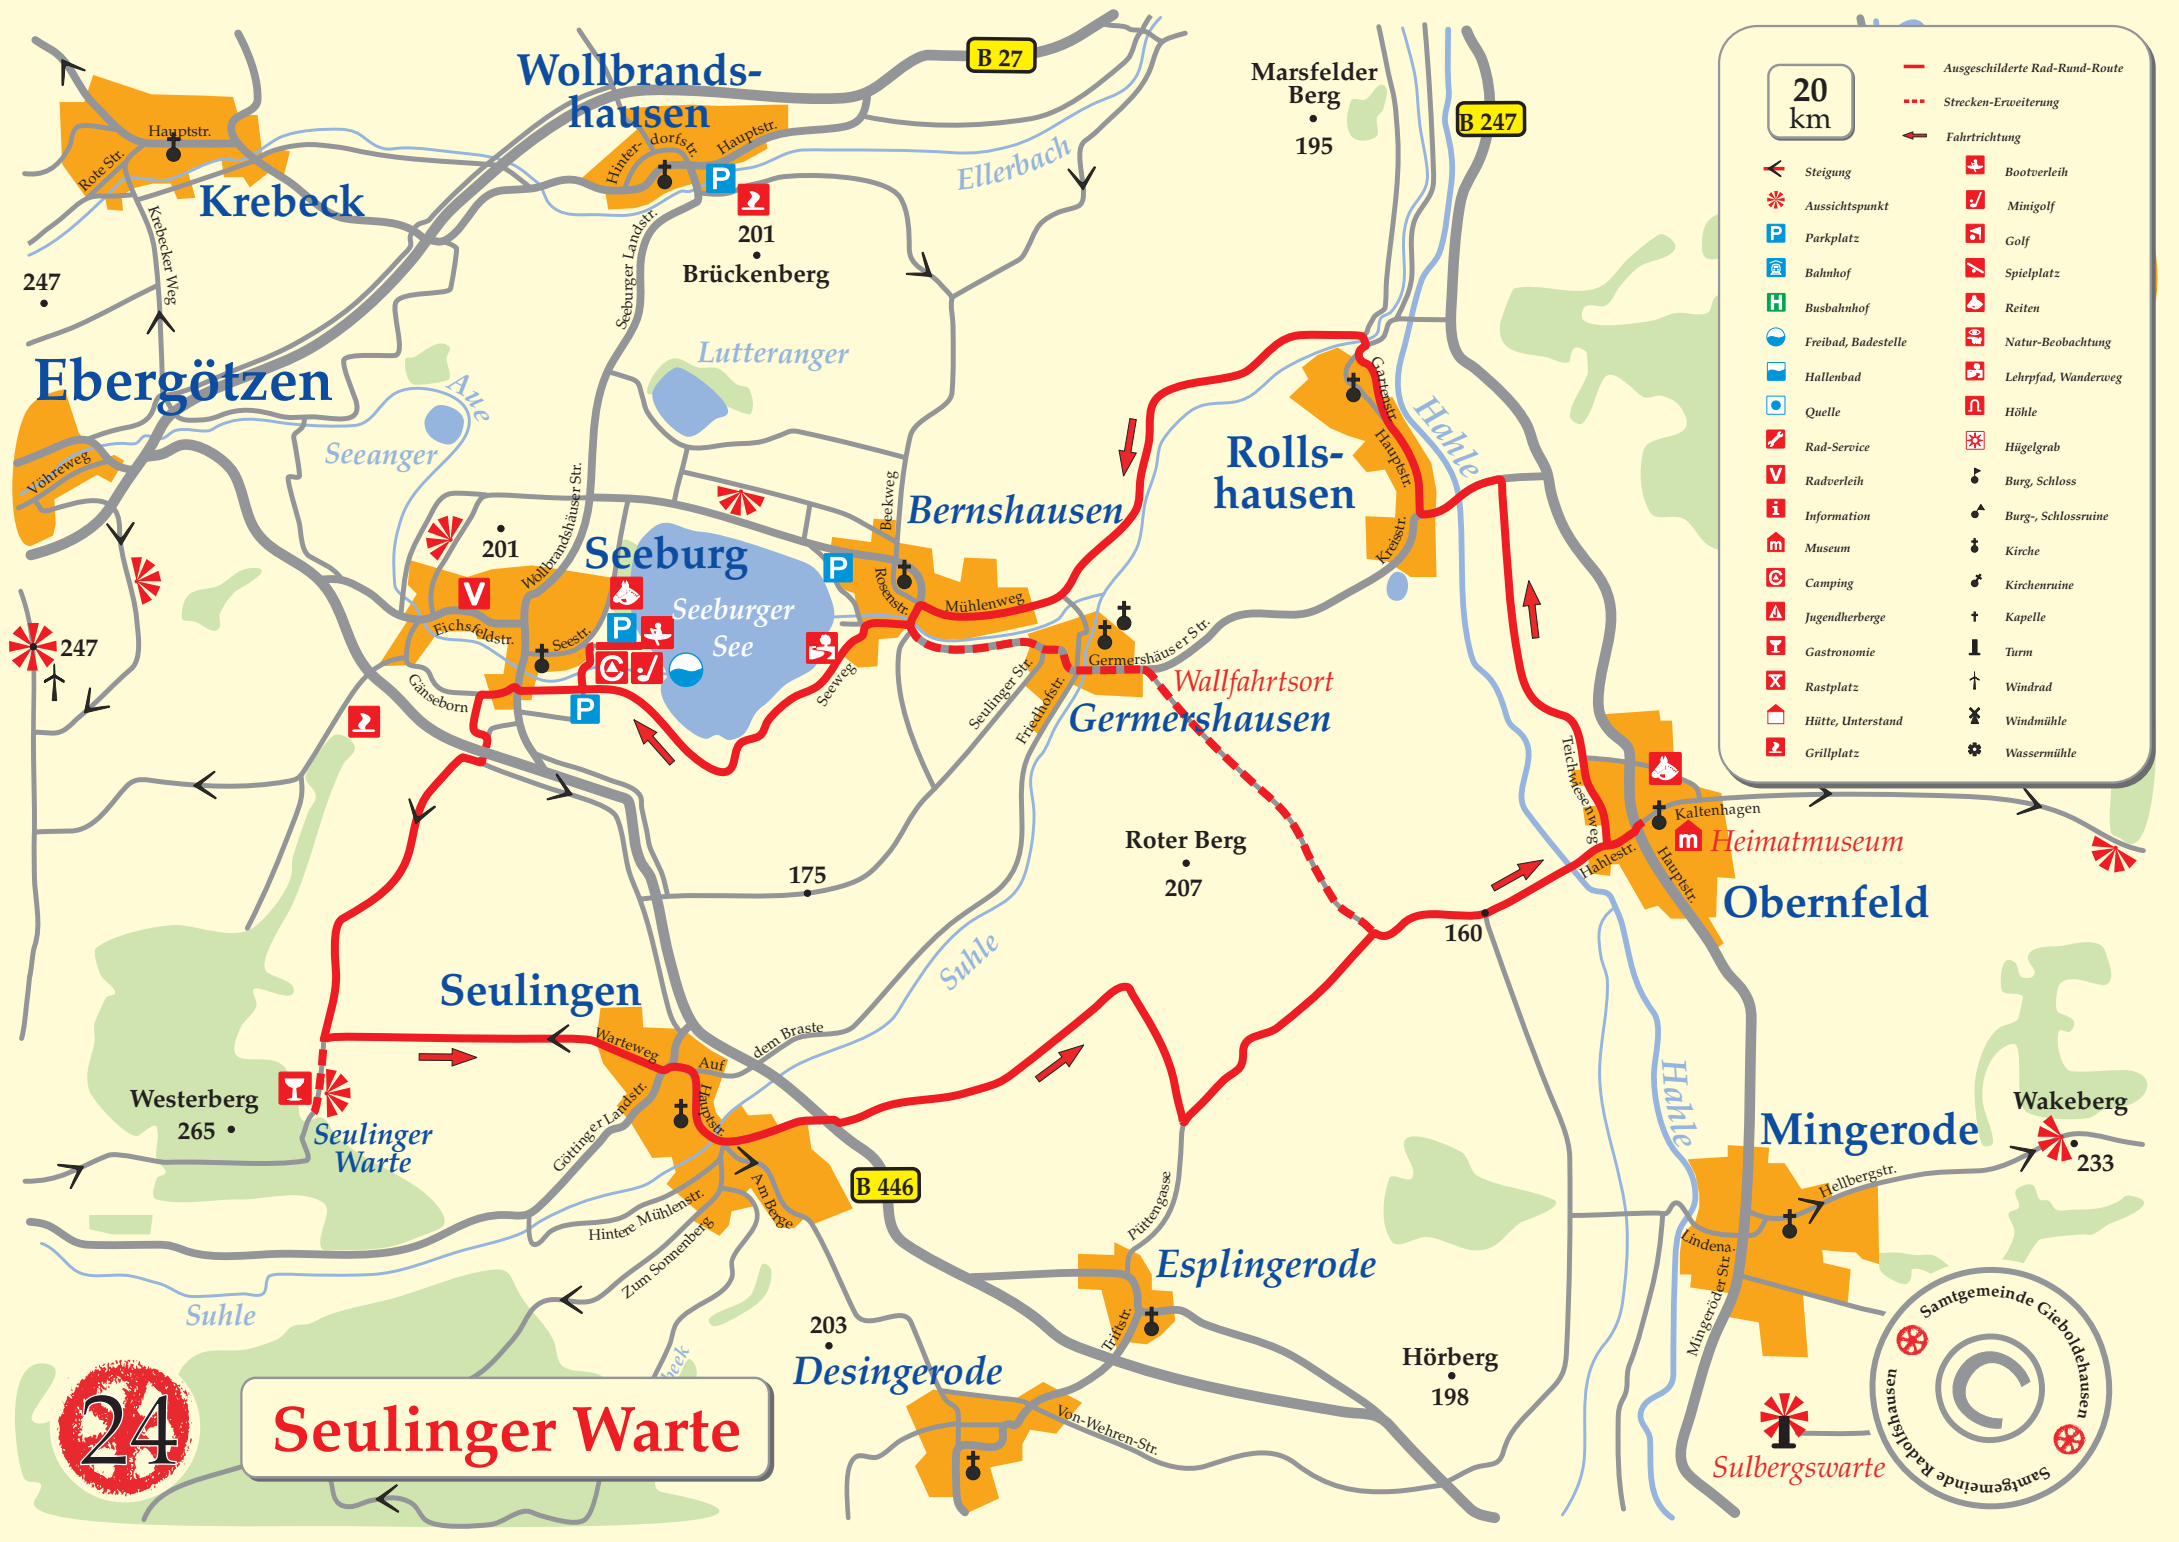 Wollbrands-
hausen
B 27
Marsfelder
Berg
195
B 247
20
km
Ausgeschilderte Rad-Rund-Route
Strecken-Erweiterung
Fahrtrichtung
Steigung
Aussichtspunkt
P Parkplatz
Bahnhof
H Busbahnhof
Freibad, Badestelle
Hallenbad
Quelle
Rad-Service
V Radverleih
i Information
m Museum
C Camping
Jugendherberge
Gastronomie
Rastplatz
Hütte, Unterstand
Grillplatz
Bootverleih
Minigolf
Golf
Spielplatz
Reiten
Natur-Beobachtung
Lehrpfad, Wanderweg
Höhle
Hügelgrab
Burg, Schloss
Burg-, Schlossruine
Kirche
Kirchenruine
Kapelle
Turm
Windrad
Windmühle
Wassermühle
Hauptstr.
Rote Str.
Krebeck
Krebecker Weg
247
Hinter-
dorfstr.
Hauptstr.
P
Seeburger Landstr.
201
Brückenberg
Ellerbach
Ebergötzen
Vöhreweg
Aue
Seeanger
Lutteranger
Gartenstr.
Hauptstr.
Hahle
Rolls-
hausen
Kreisstr.
Bernshausen
Beekweg
Wollbrandshäuser Str.
201
Seeburg
V
P
P
Seeburger
See
Rosenstr.
Mühlenweg
Eichsfeldstr.
Seestr.
C
P
Gänseborn
Seeweg
Seulinger Str.
Friedhofstr.
Germershäuser Str.
Wallfahrtsort
Germershausen
247
Teichwiesenweg
Kaltenhagen
m
Heimatmuseum
Hahlestr.
Hauptstr.
Obernfeld
Roter Berg
207
175
160
Suhle
Seulingen
Warteweg
Auf
dem Braste
Hauptstr.
Göttinger Landstr.
Westerberg
265
Seulinger
Warte
Hintere Mühlenstr.
Am Berge
Zum Sonnenberg
B 446
Püttengasse
Hahle
Mingerode
Wakeberg
233
Hellbergstr.
Lindena.
Mingeröder Str.
Esplingerode
Triftstr.
Suhle
203
Desingerode
Von-Wehren-Str.
Hörberg
198
beek
24
Seulinger Warte
Sulbergswarte
Samtgemeinde Gieboldehausen
Samtgemeinde Radolfshausen